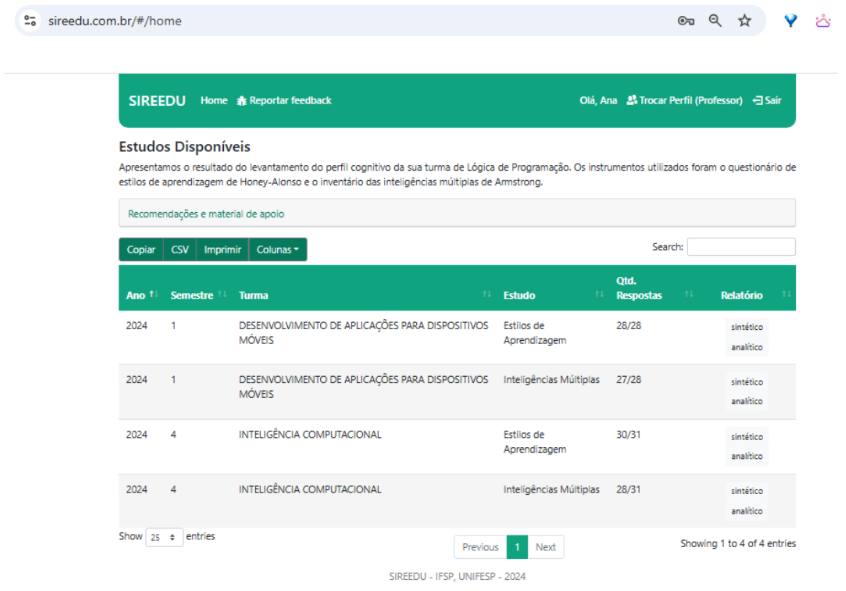 sireedu.com.br/#/home
SIREEDU Home Reportar feedback Olá, Ana Trocar Perfil (Professor) Sair
Estudos Disponíveis
Apresentamos o resultado do levantamento do perfil cognitivo da sua turma de Lógica de Programação. Os instrumentos utilizados foram o questionário de
estilos de aprendizagem de Honey-Alonso e o inventário das inteligências múltiplas de Armstrong.
Recomendações e material de apoio
Copiar CSV Imprimir Colunas
Search:
Ano Semestre Turma Estudo Qtd. Respostas Relatório
2024 1 DESENVOLVIMENTO DE APLICAÇÕES PARA DISPOSITIVOS MÓVEIS Estilos de Aprendizagem 28/28 sintético analítico
2024 1 DESENVOLVIMENTO DE APLICAÇÕES PARA DISPOSITIVOS MÓVEIS Inteligências Múltiplas 27/28 sintético analítico
2024 4 INTELIGÊNCIA COMPUTACIONAL Estilos de Aprendizagem 30/31 sintético analítico
2024 4 INTELIGÊNCIA COMPUTACIONAL Inteligências Múltiplas 28/31 sintético analítico
Show 25 entries
Previous 1 Next
Showing 1 to 4 of 4 entries
SIREEDU - IFSP, UNIFESP - 2024